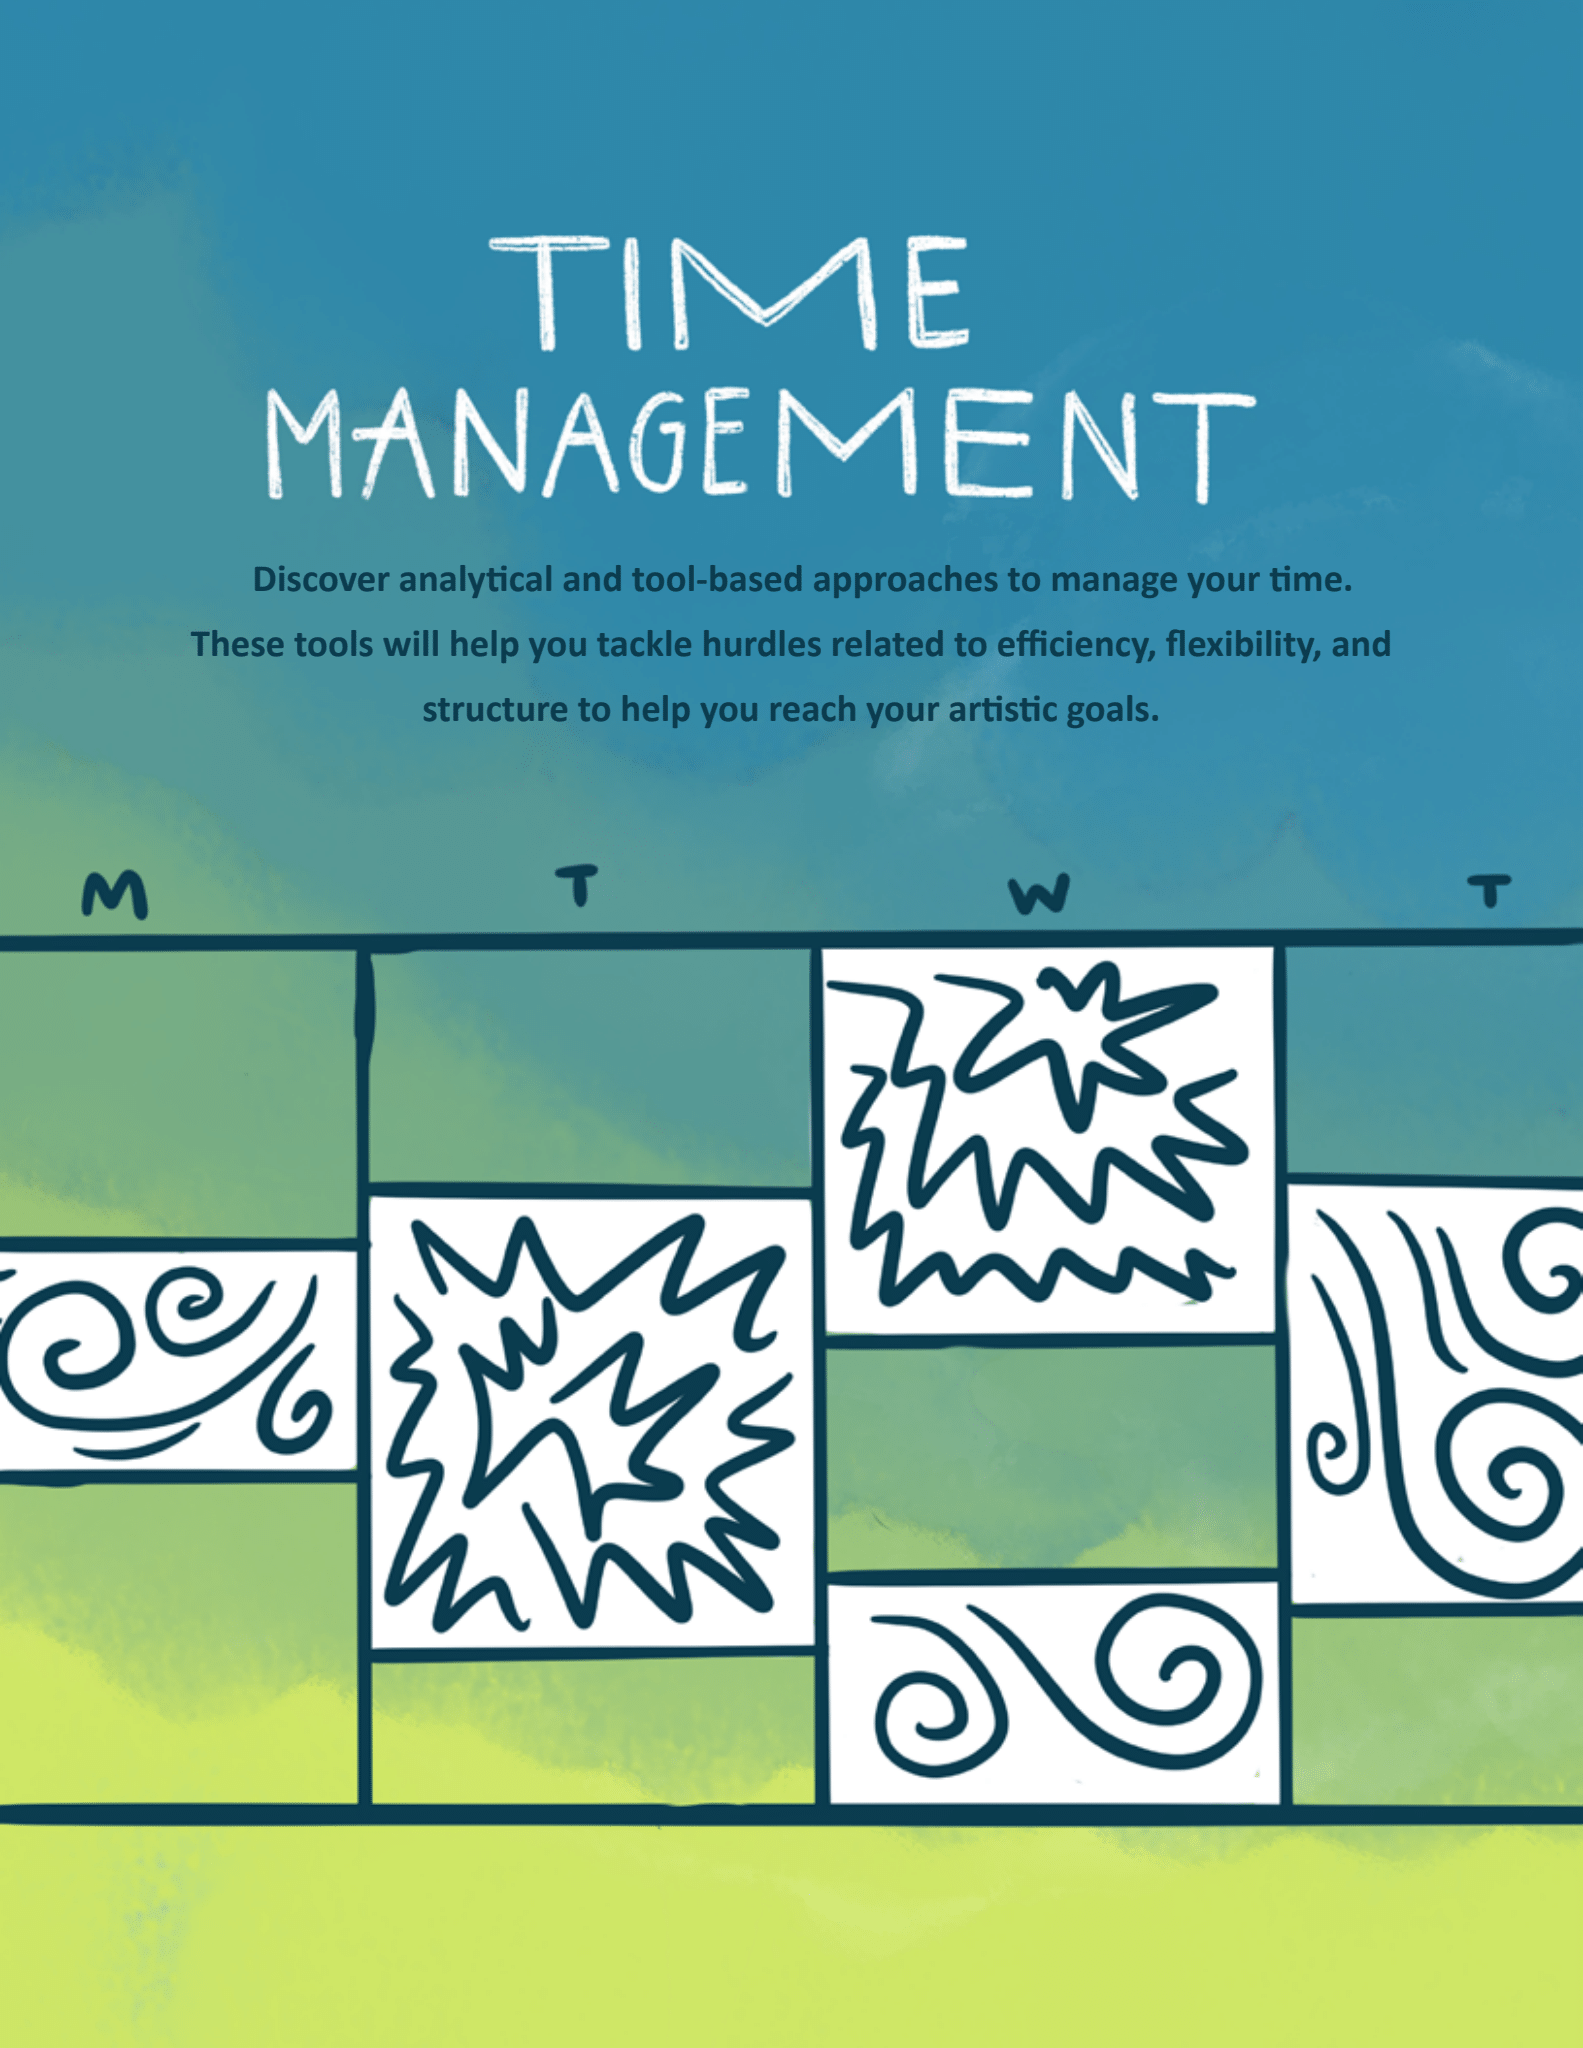 TIME
MANAGEMENT
Discover analytical and tool-based approaches to manage your time.
These tools will help you tackle hurdles related to efficiency, flexibility, and
structure to help you reach your artistic goals.
M T W T